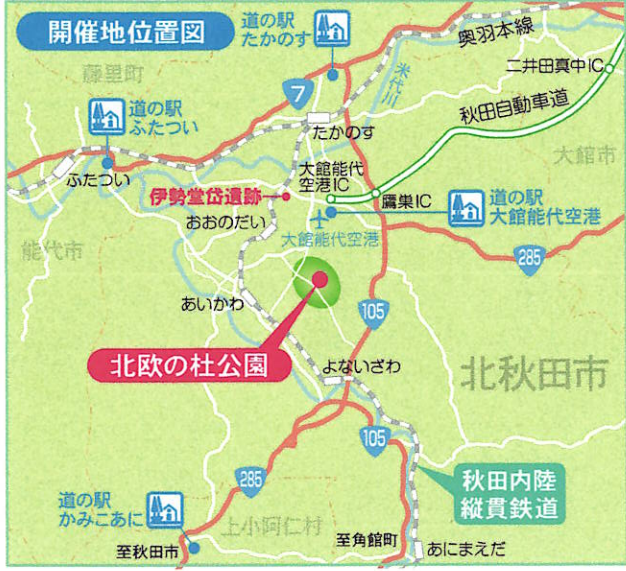 開催地位置図
道の駅
たかのす
奥羽本線
藤里町
米代川
二井田真中IC
7
秋田自動車道
道の駅
ふたつい
たかのす
大館市
ふたつい
大館能代
空港IC
伊勢堂岱遺跡
鷹巣IC
道の駅
大館能代空港
おおのだい
大館能代空港
能代市
285
あいかわ
105
北欧の杜公園
よないざわ
北秋田市
105
285
秋田内陸
縦貫鉄道
道の駅
かみこあに
上小阿仁村
至秋田市
至角館町
あにまえだ